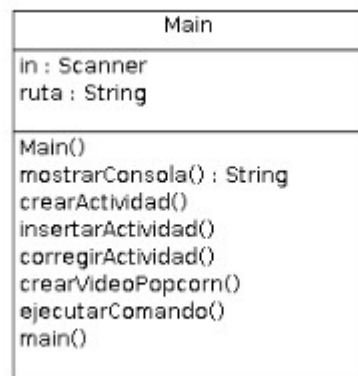 Main
in : Scanner
ruta : String
Main()
mostrarConsola() : String
crearActividad()
insertarActividad()
corregirActividad()
crearVideoPopcorn()
ejecutarComando()
main()